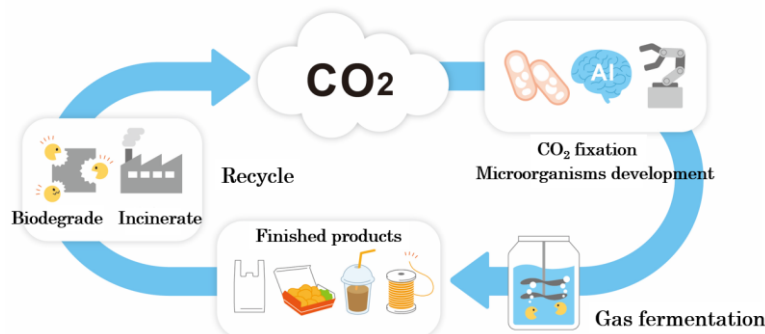 CO₂
AI
CO₂ fixation
Microorganisms development
Recycle
Biodegrade Incinerate
Finished products
Gas fermentation